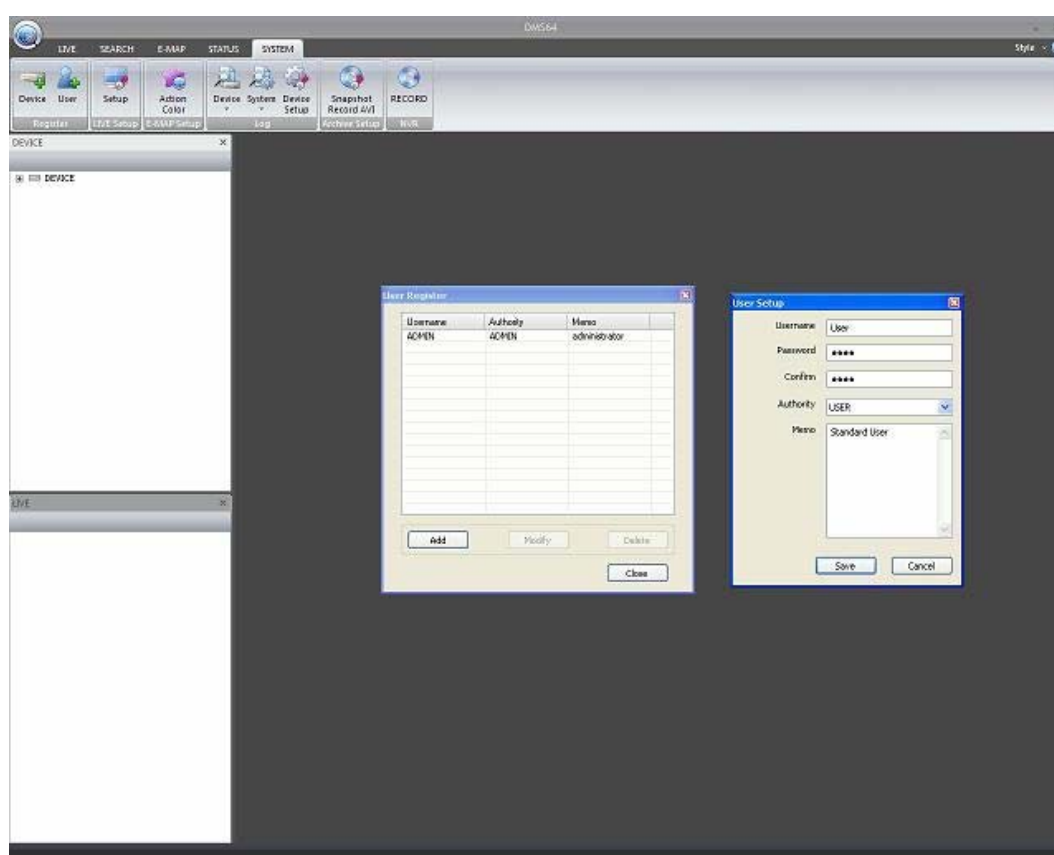 DMS64
LIVE SEARCH E-MAP STATUS SYSTEM Style
Device User Setup Action Color Device System Device Setup Snapshot Record AVI RECORD
Register LIVE Setup E-MAP Setup Log Archive Setup NVR
DEVICE
DEVICE
User Register
Username Authority Memo
ADMIN ADMIN administrator
Add Modify Delete
Close
User Setup
Username User
Password ●●●●
Confirm ●●●●
Authority USER
Memo Standard User
Save Cancel
LIVE